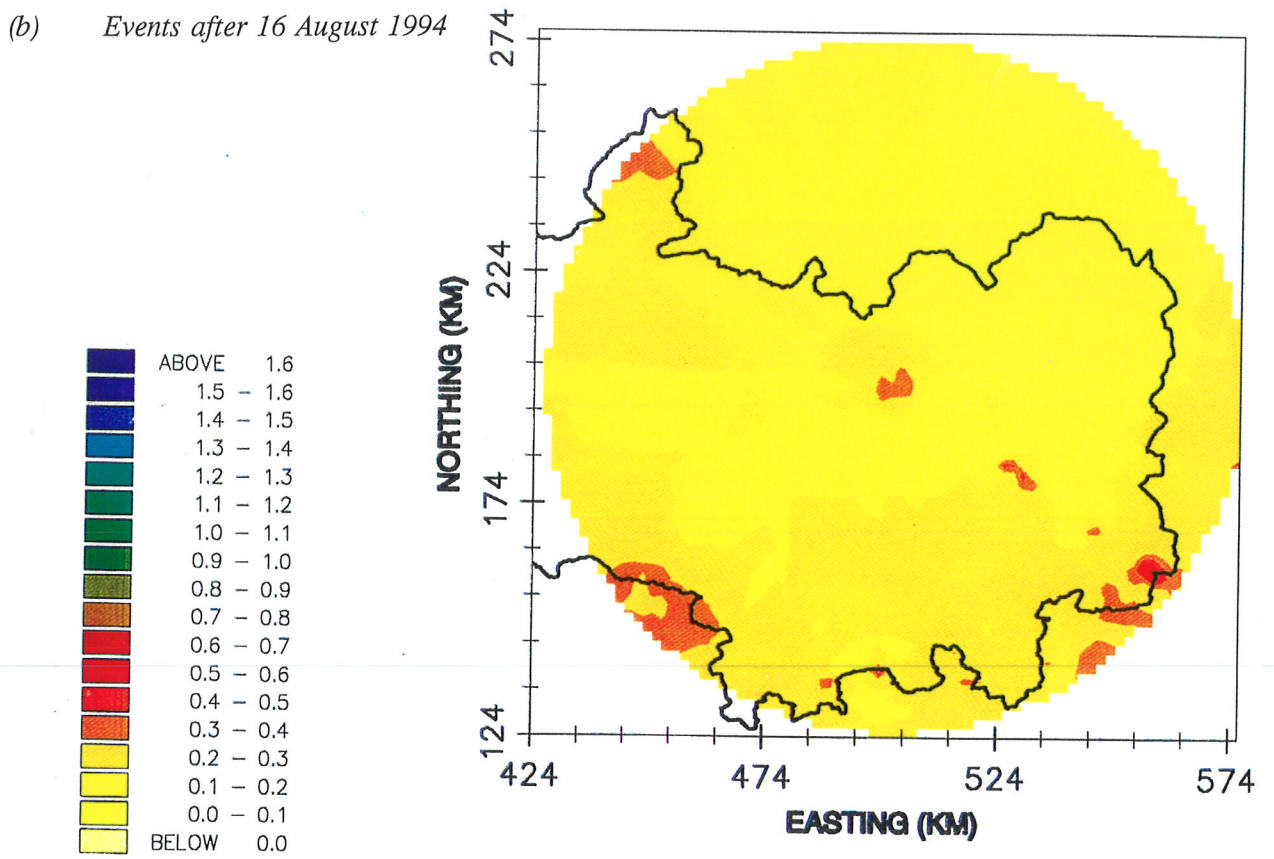 (b) Events after 16 August 1994
274
224
174
124
NORTHING (KM)
424 474 524 574
EASTING (KM)
ABOVE 1.6
1.5 – 1.6
1.4 – 1.5
1.3 – 1.4
1.2 – 1.3
1.1 – 1.2
1.0 – 1.1
0.9 – 1.0
0.8 – 0.9
0.7 – 0.8
0.6 – 0.7
0.5 – 0.6
0.4 – 0.5
0.3 – 0.4
0.2 – 0.3
0.1 – 0.2
0.0 – 0.1
BELOW 0.0